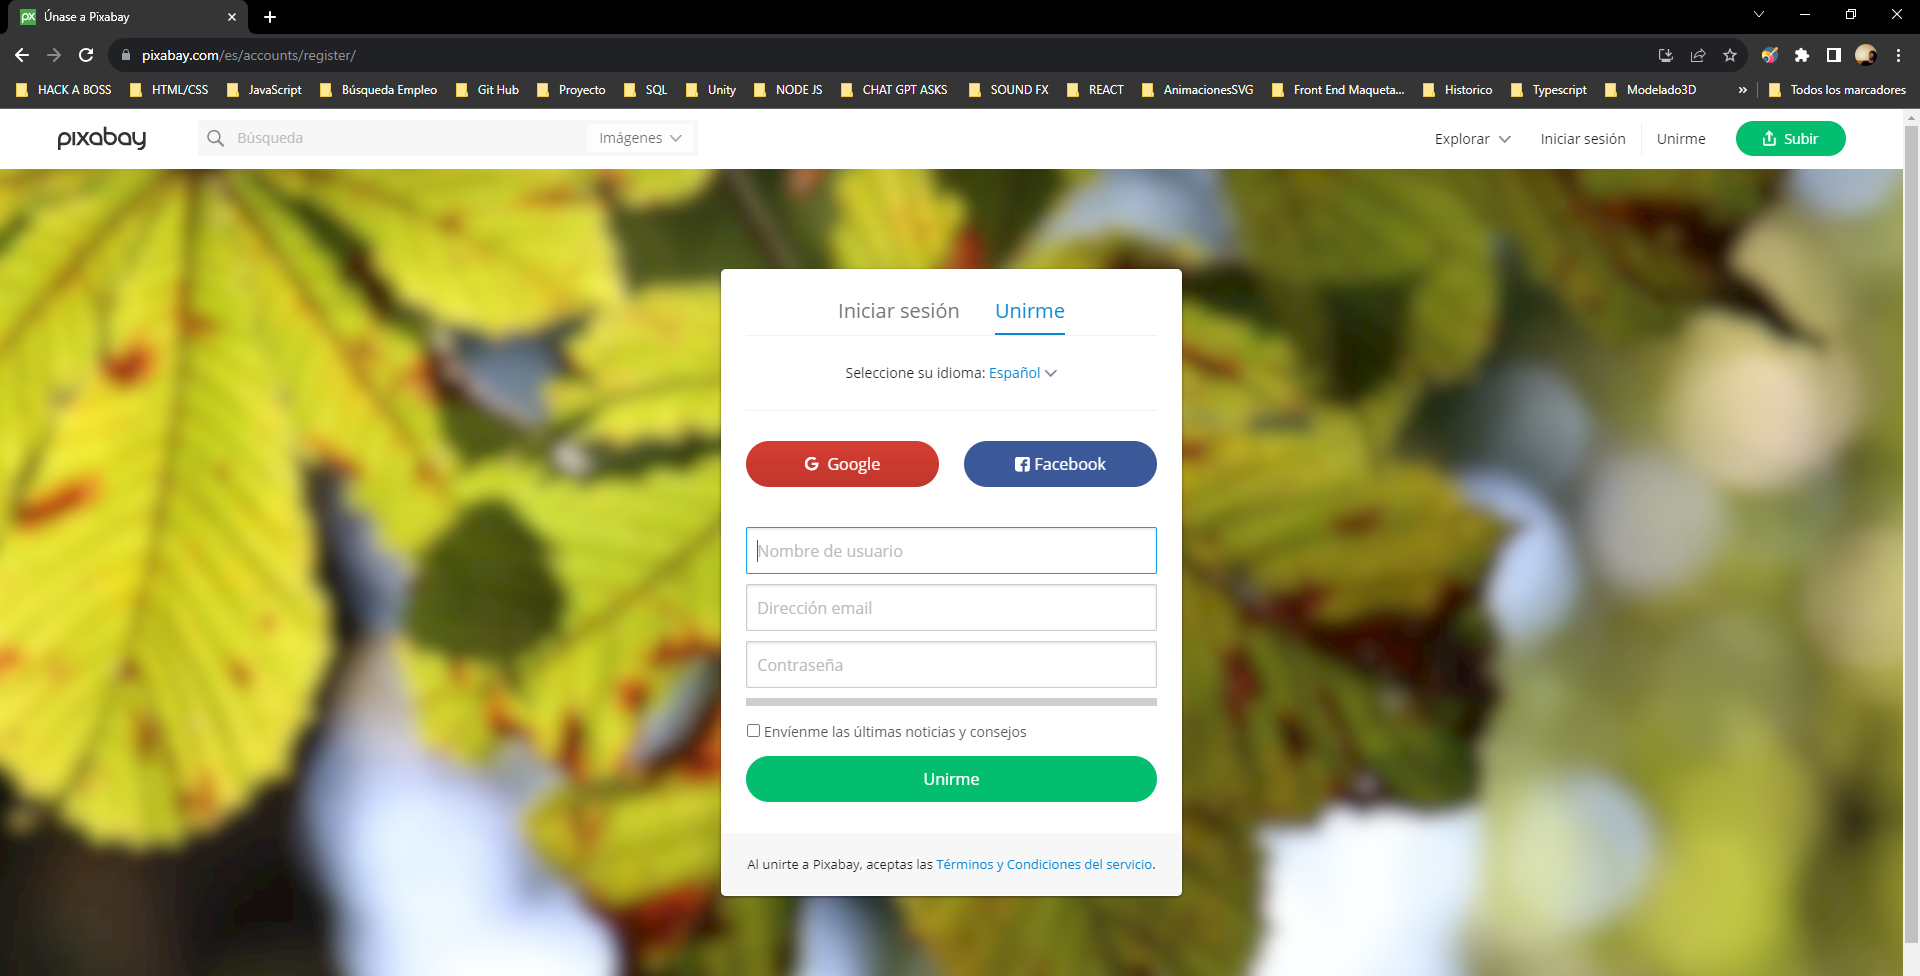 px Únase a Pixabay
pixabay.com/es/accounts/register/
HACK A BOSS HTML/CSS JavaScript Búsqueda Empleo Git Hub Proyecto SQL Unity NODE JS CHAT GPT ASKS SOUND FX REACT AnimacionesSVG Front End Maqueta... Historico Typescript Modelado3D » Todos los marcadores
pixabay Búsqueda Imágenes Explorar Iniciar sesión Unirme Subir
Iniciar sesión Unirme
Seleccione su idioma: Español
G Google Facebook
Nombre de usuario
Dirección email
Contraseña
Envíenme las últimas noticias y consejos
Unirme
Al unirte a Pixabay, aceptas las Términos y Condiciones del servicio.